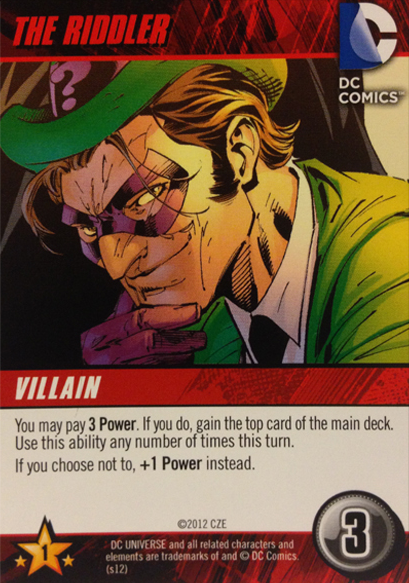 THE RIDDLER
DC
COMICS™
?
VILLAIN
You may pay 3 Power. If you do, gain the top card of the main deck.
Use this ability any number of times this turn.
If you choose not to, +1 Power instead.
©2012 CZE
1
DC UNIVERSE and all related characters and
elements are trademarks of and © DC Comics.
(s12)
3